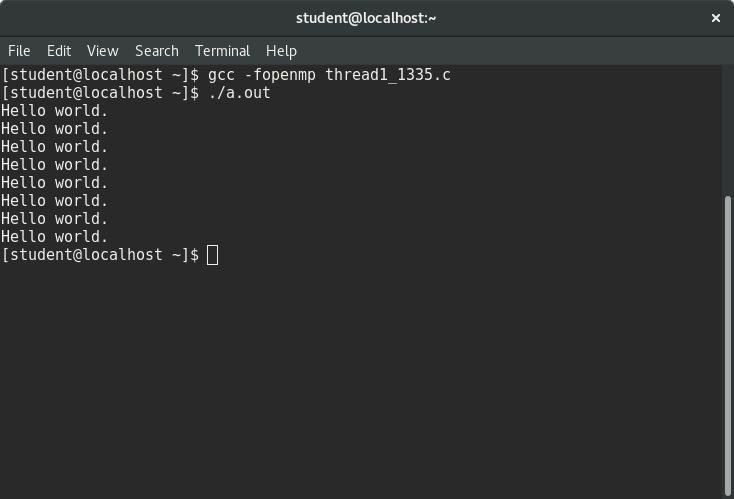 student@localhost:~ ×
File Edit View Search Terminal Help
[student@localhost ~]$ gcc -fopenmp thread1_1335.c
[student@localhost ~]$ ./a.out
Hello world.
Hello world.
Hello world.
Hello world.
Hello world.
Hello world.
Hello world.
Hello world.
[student@localhost ~]$